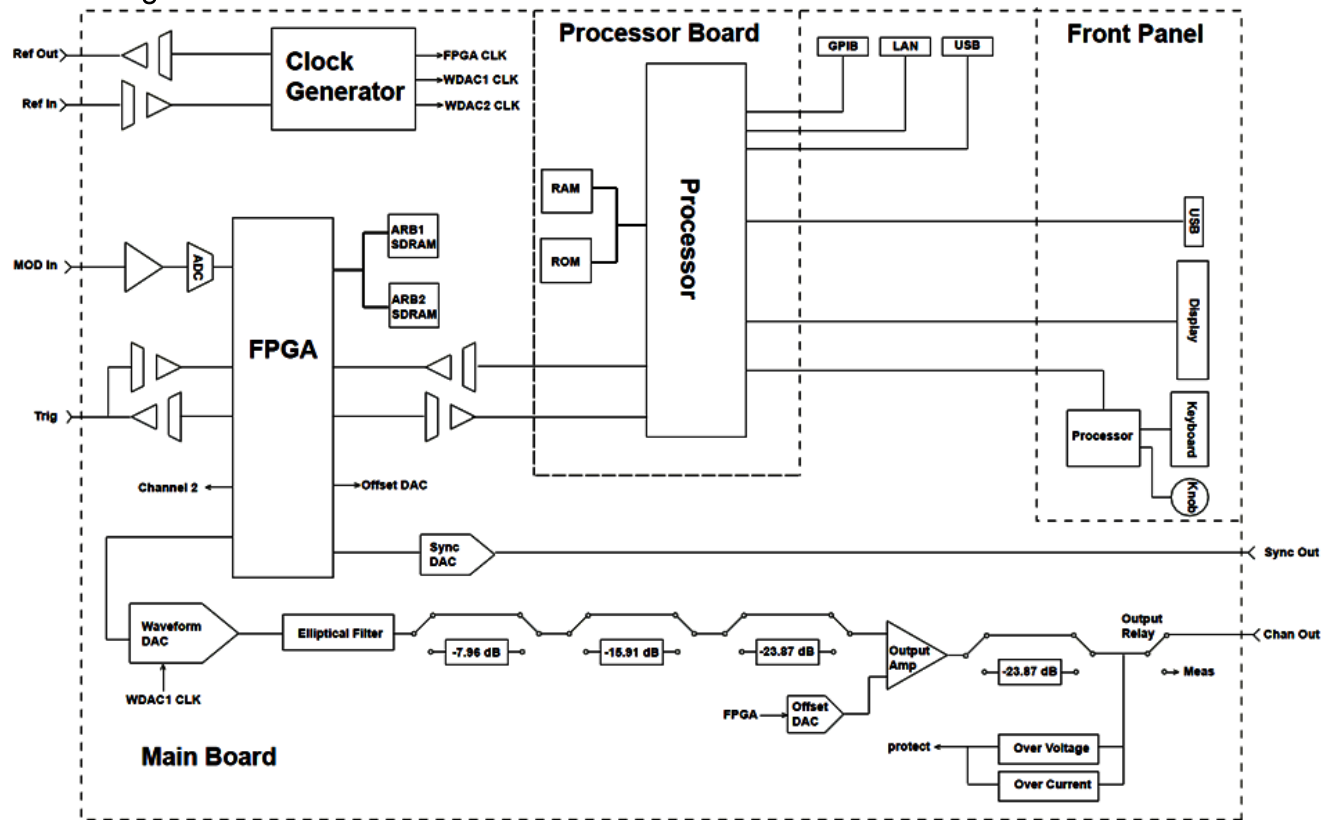 Ref Out
Ref In
Clock
Generator
FPGA CLK
WDAC1 CLK
WDAC2 CLK
Processor Board
GPIB
LAN
USB
Front Panel
RAM
ROM
Processor
USB
Display
Processor
Keyboard
Knob
MOD In
ADC
ARB1
SDRAM
ARB2
SDRAM
FPGA
Trig
Channel 2
Offset DAC
Sync
DAC
Sync Out
Waveform
DAC
WDAC1 CLK
Elliptical Filter
-7.96 dB
-15.91 dB
-23.87 dB
Output
Amp
FPGA
Offset
DAC
-23.87 dB
Output
Relay
Chan Out
Meas
protect
Over Voltage
Over Current
Main Board